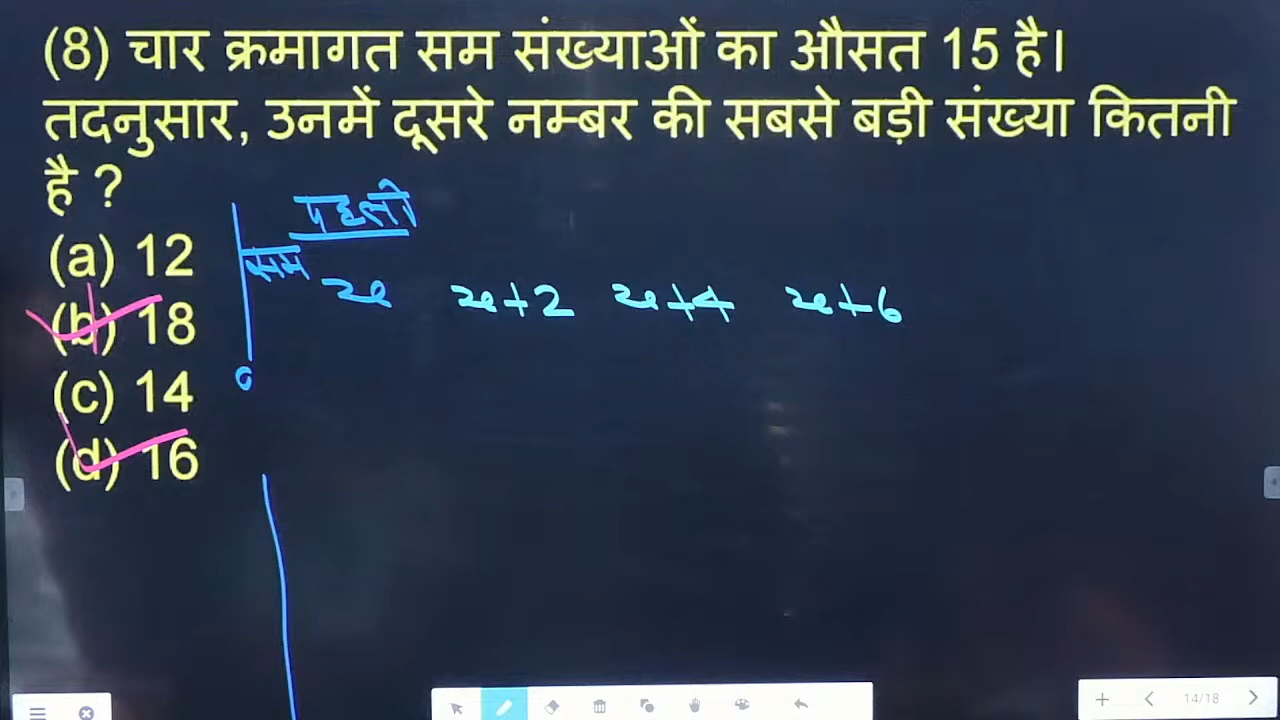 (8) चार क्रमागत सम संख्याओं का औसत 15 है।
तदनुसार, उनमें दूसरे नम्बर की सबसे बड़ी संख्या कितनी
है ?
पहली
(a) 12
सम x x+2 x+4 x+6
(b) 18
0
(c) 14
(d) 16
14/18